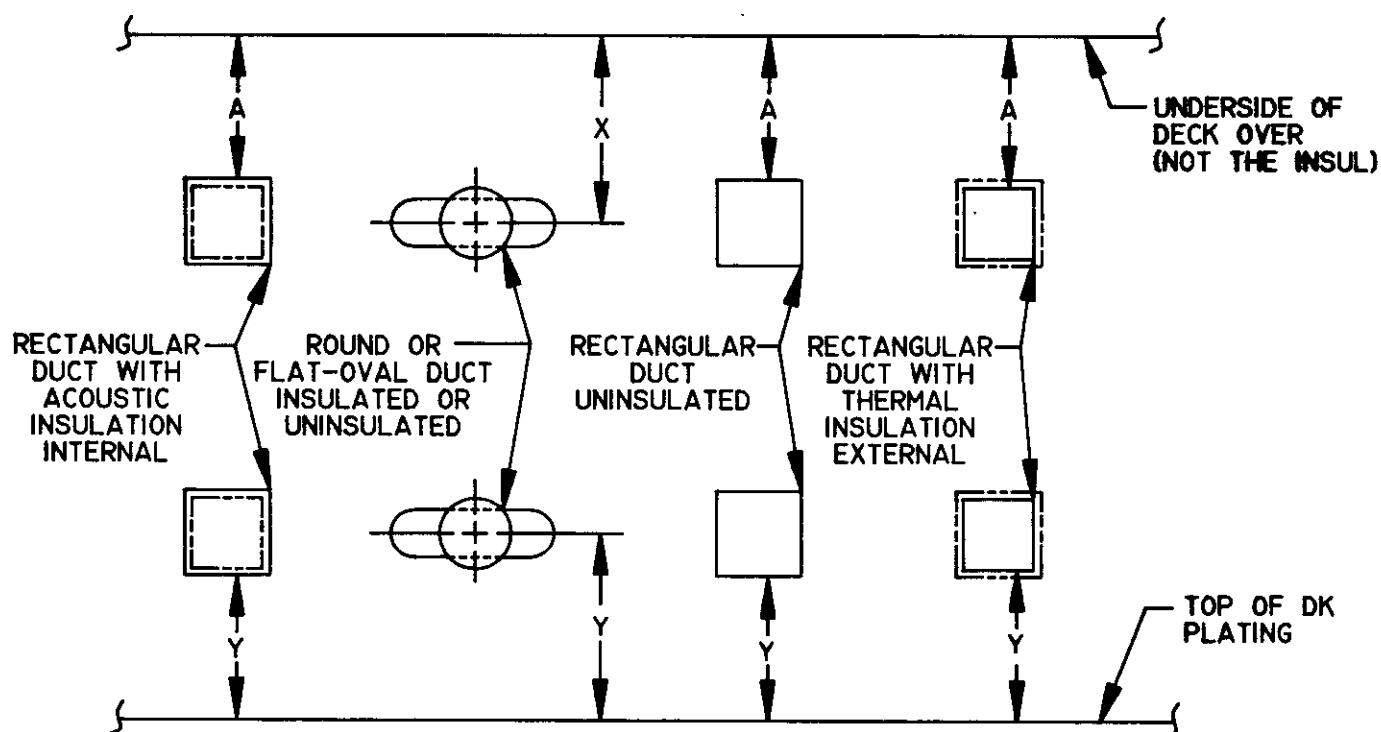 A
X
A
A
UNDERSIDE OF
DECK OVER
(NOT THE INSUL)
RECTANGULAR
DUCT WITH
ACOUSTIC
INSULATION
INTERNAL
ROUND OR
FLAT-OVAL DUCT
INSULATED OR
UNINSULATED
RECTANGULAR
DUCT
UNINSULATED
RECTANGULAR
DUCT WITH
THERMAL
INSULATION
EXTERNAL
Y
Y
Y
Y
TOP OF DK
PLATING